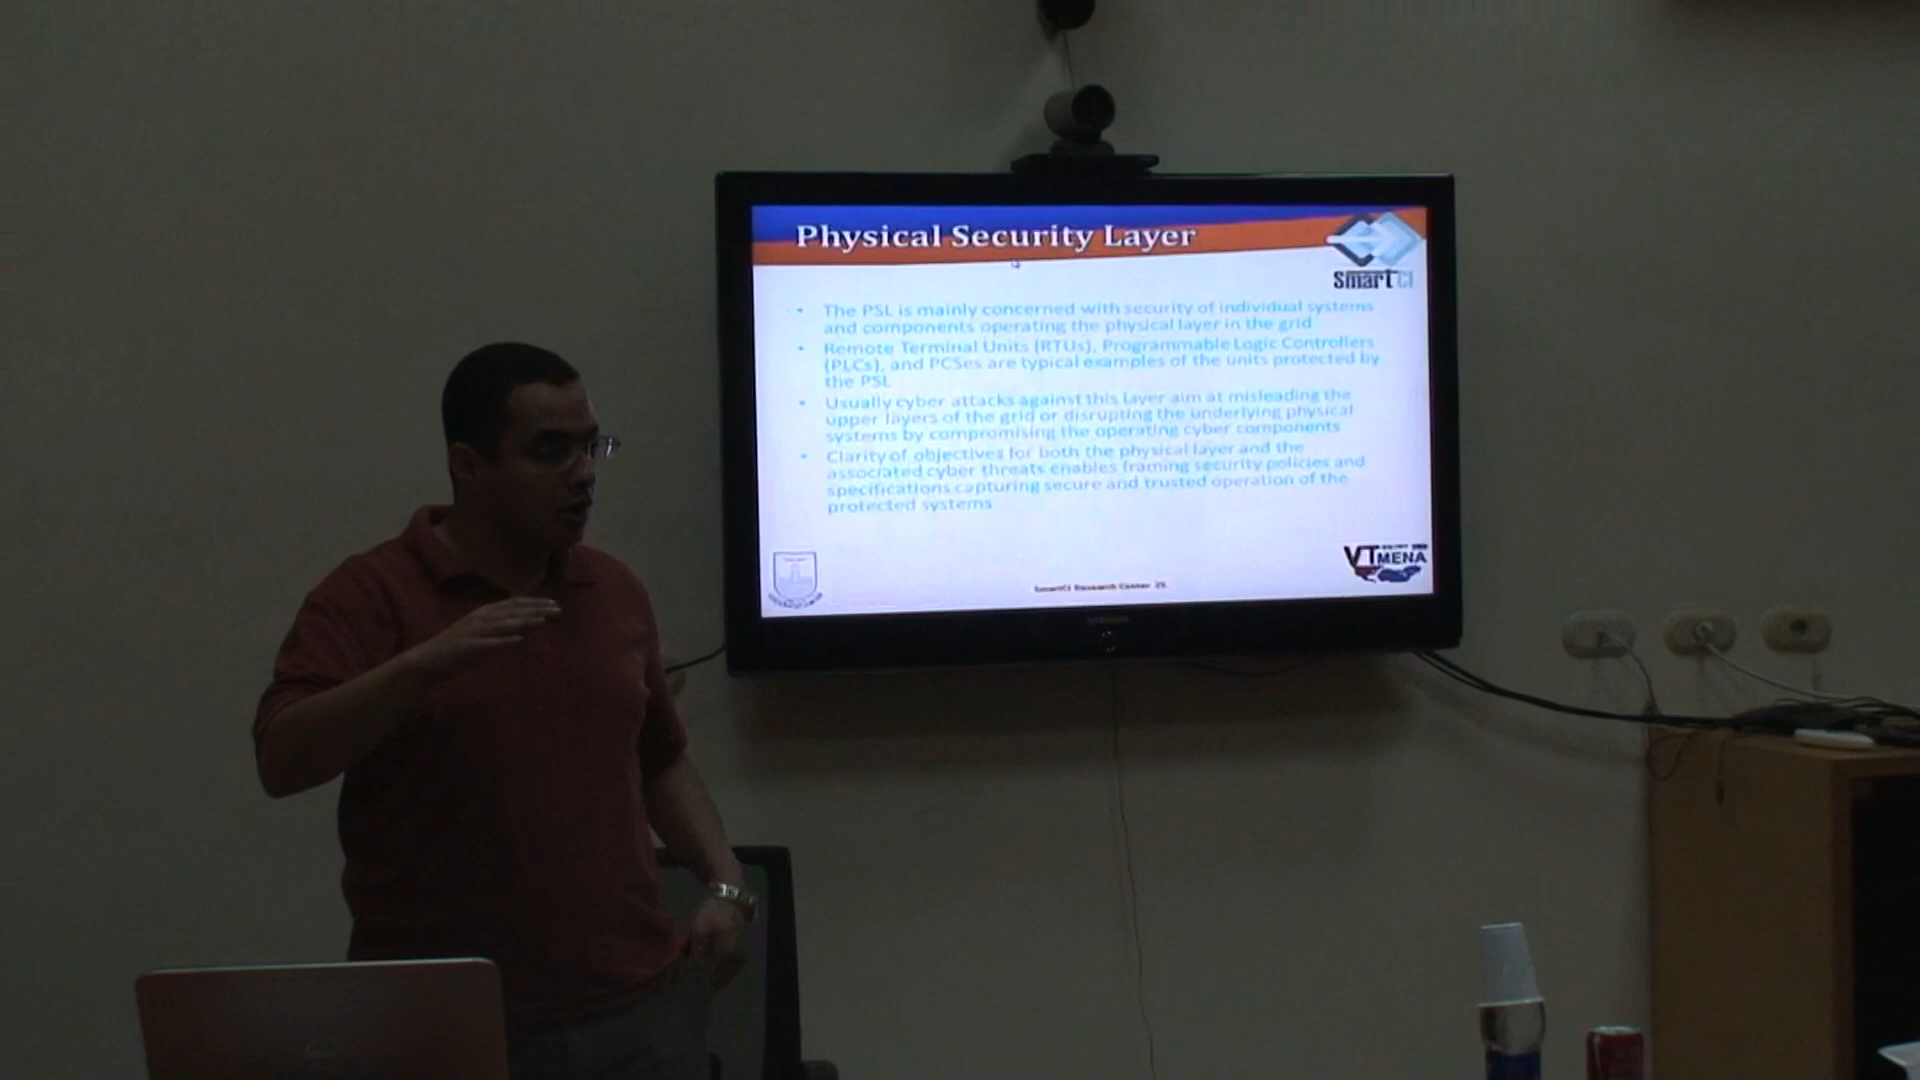 Physical Security Layer
smartCI
• The PSL is mainly concerned with security of individual systems
and components operating the physical layer in the grid
• Remote Terminal Units (RTUs), Programmable Logic Controllers
(PLCs), and PCSes are typical examples of the units protected by
the PSL
• Usually cyber attacks against this layer aim at misleading the
upper layers of the grid or disrupting the underlying physical
systems by compromising the operating cyber components
• Clarity of objectives for both the physical layer and the
associated cyber threats enables framing security policies and
specifications capturing secure and trusted operation of the
protected systems
VTMENA
SmartCI Research Center 25